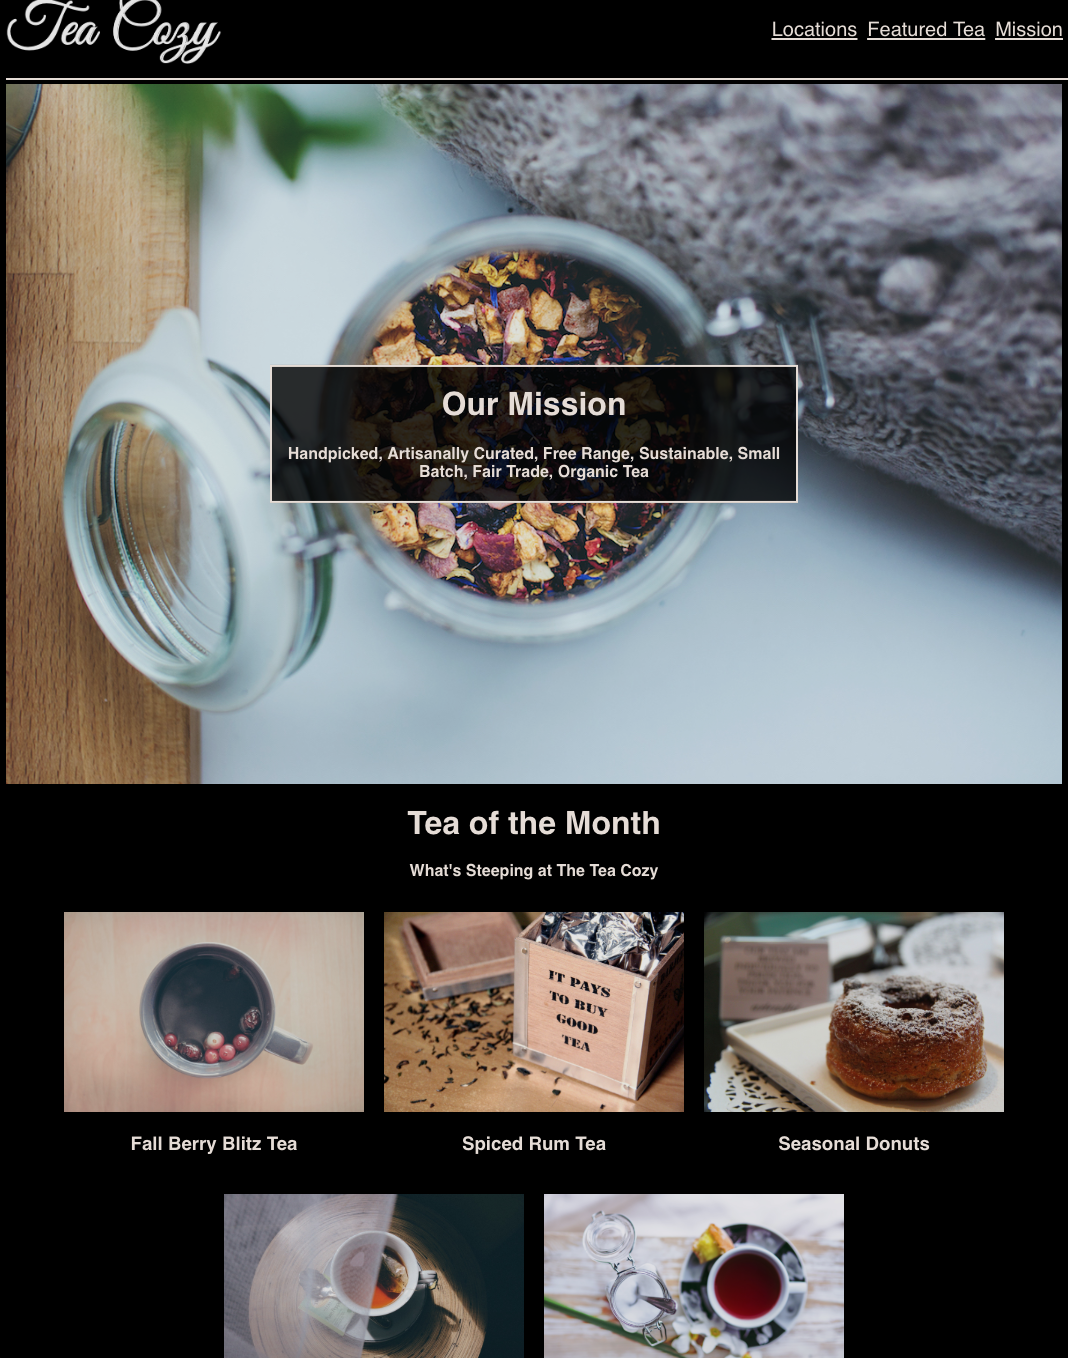 Tea Cozy
Locations Featured Tea Mission
Our Mission
Handpicked, Artisanally Curated, Free Range, Sustainable, Small
Batch, Fair Trade, Organic Tea
Tea of the Month
What's Steeping at The Tea Cozy
IT PAYS
TO BUY
GOOD
TEA
Fall Berry Blitz Tea
Spiced Rum Tea
Seasonal Donuts